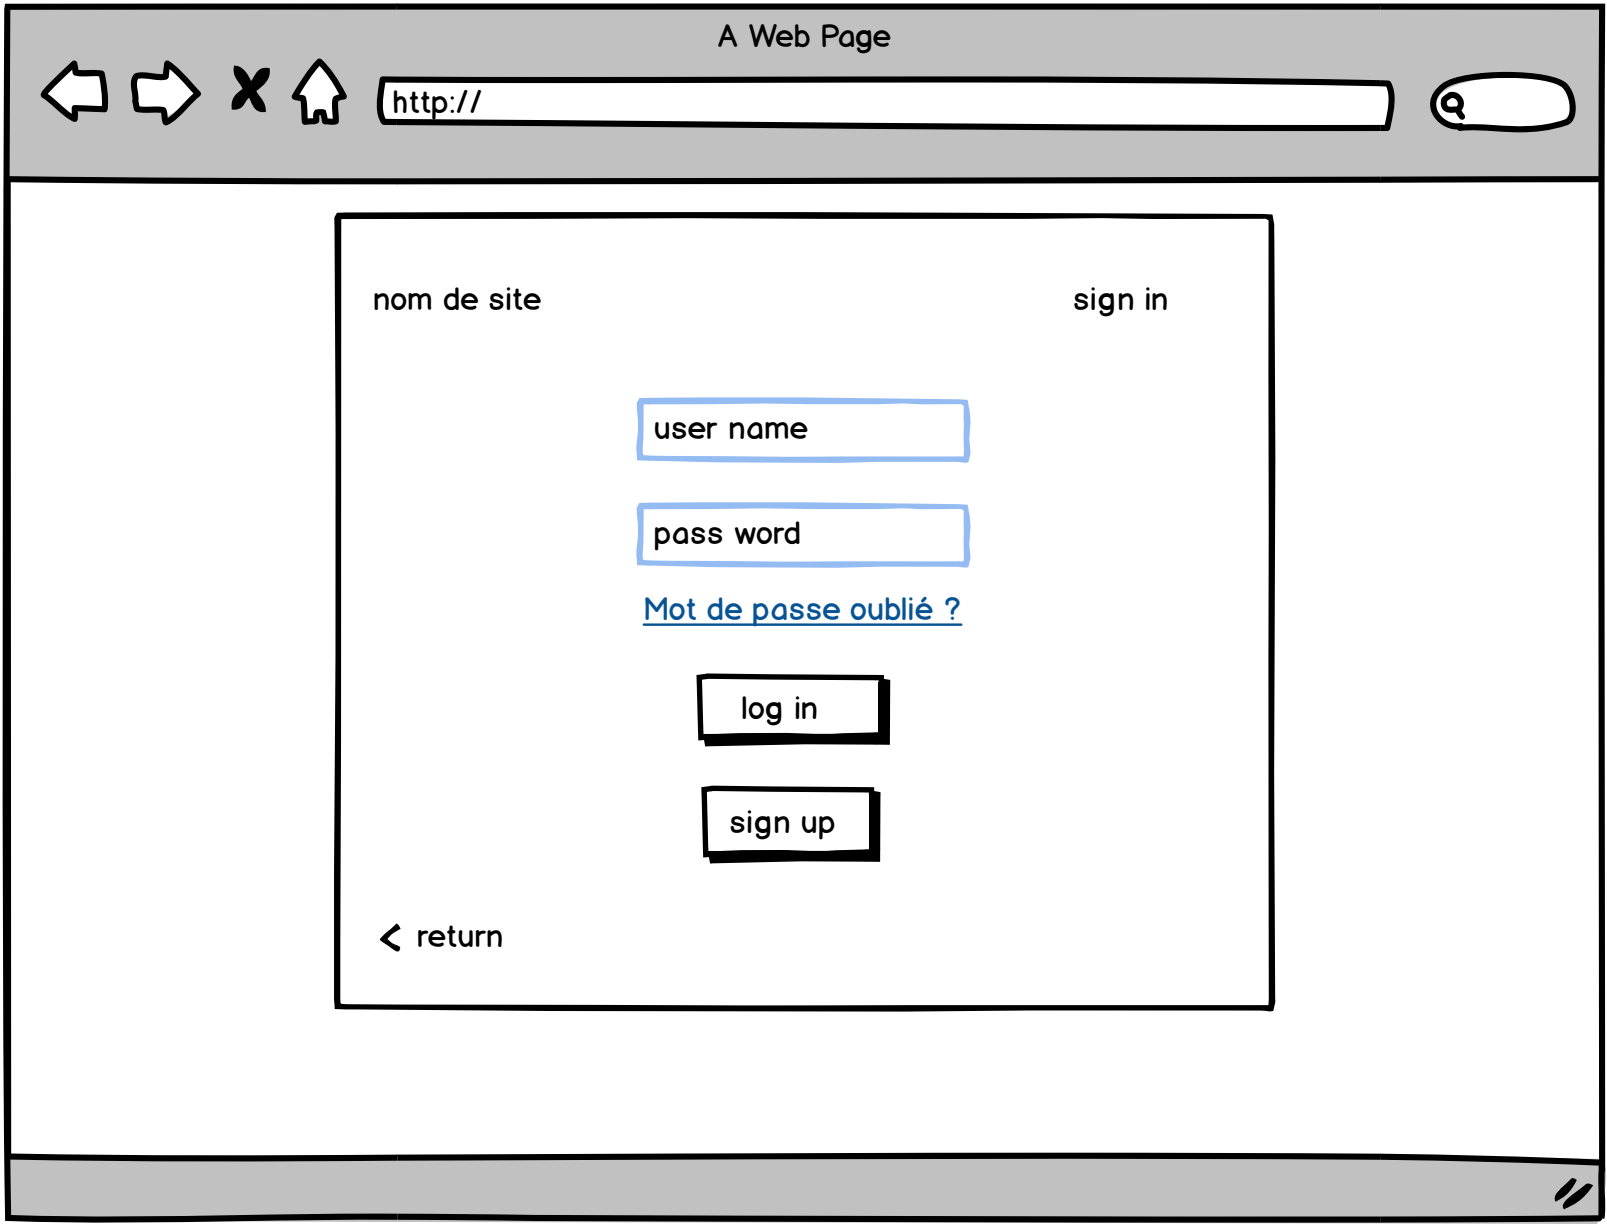 A Web Page
http://
nom de site
sign in
user name
pass word
Mot de passe oublié ?
log in
sign up
return